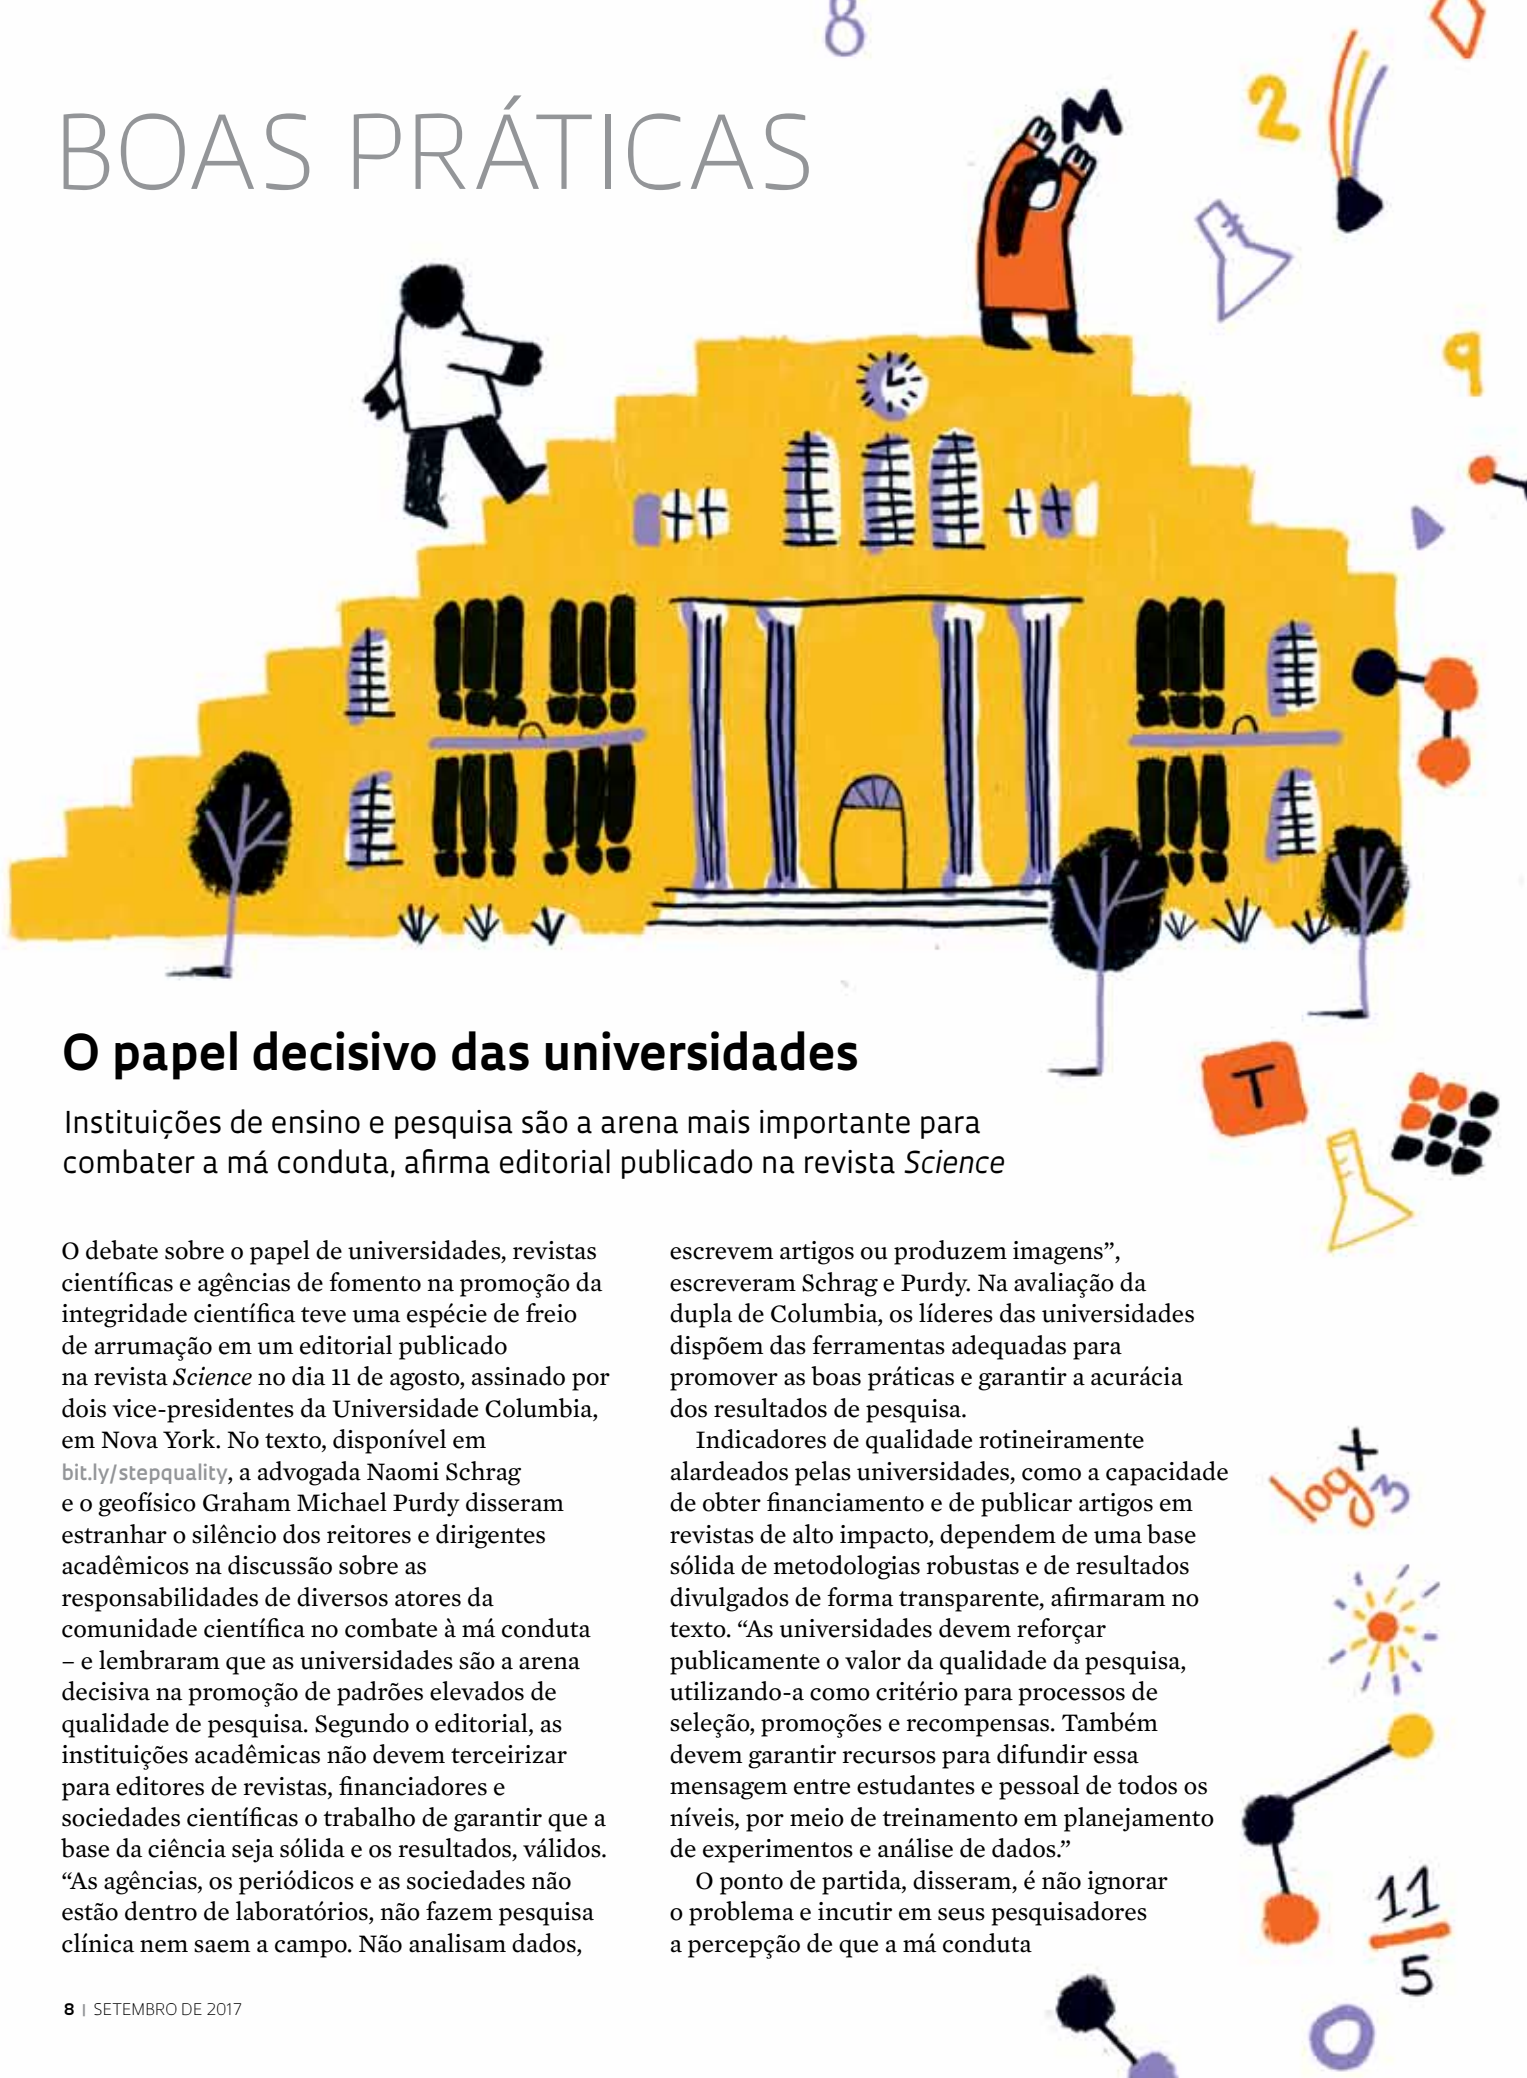 8
BOAS PRÁTICAS
M
2
9
O papel decisivo das universidades
Instituições de ensino e pesquisa são a arena mais importante para
combater a má conduta, afirma editorial publicado na revista Science
T
O debate sobre o papel de universidades, revistas
científicas e agências de fomento na promoção da
integridade científica teve uma espécie de freio
de arrumação em um editorial publicado
na revista Science no dia 11 de agosto, assinado por
dois vice-presidentes da Universidade Columbia,
em Nova York. No texto, disponível em
bit.ly/stepquality, a advogada Naomi Schrag
e o geofísico Graham Michael Purdy disseram
estranhar o silêncio dos reitores e dirigentes
acadêmicos na discussão sobre as
responsabilidades de diversos atores da
comunidade científica no combate à má conduta
– e lembraram que as universidades são a arena
decisiva na promoção de padrões elevados de
qualidade de pesquisa. Segundo o editorial, as
instituições acadêmicas não devem terceirizar
para editores de revistas, financiadores e
sociedades científicas o trabalho de garantir que a
base da ciência seja sólida e os resultados, válidos.
“As agências, os periódicos e as sociedades não
estão dentro de laboratórios, não fazem pesquisa
clínica nem saem a campo. Não analisam dados,
escrevem artigos ou produzem imagens”,
escreveram Schrag e Purdy. Na avaliação da
dupla de Columbia, os líderes das universidades
dispõem das ferramentas adequadas para
promover as boas práticas e garantir a acurácia
dos resultados de pesquisa.
Indicadores de qualidade rotineiramente
alardeados pelas universidades, como a capacidade
de obter financiamento e de publicar artigos em
revistas de alto impacto, dependem de uma base
sólida de metodologias robustas e de resultados
divulgados de forma transparente, afirmaram no
texto. “As universidades devem reforçar
publicamente o valor da qualidade da pesquisa,
utilizando-a como critério para processos de
seleção, promoções e recompensas. Também
devem garantir recursos para difundir essa
mensagem entre estudantes e pessoal de todos os
níveis, por meio de treinamento em planejamento
de experimentos e análise de dados.”
O ponto de partida, disseram, é não ignorar
o problema e incutir em seus pesquisadores
a percepção de que a má conduta
log + 3
11
5
8 | SETEMBRO DE 2017